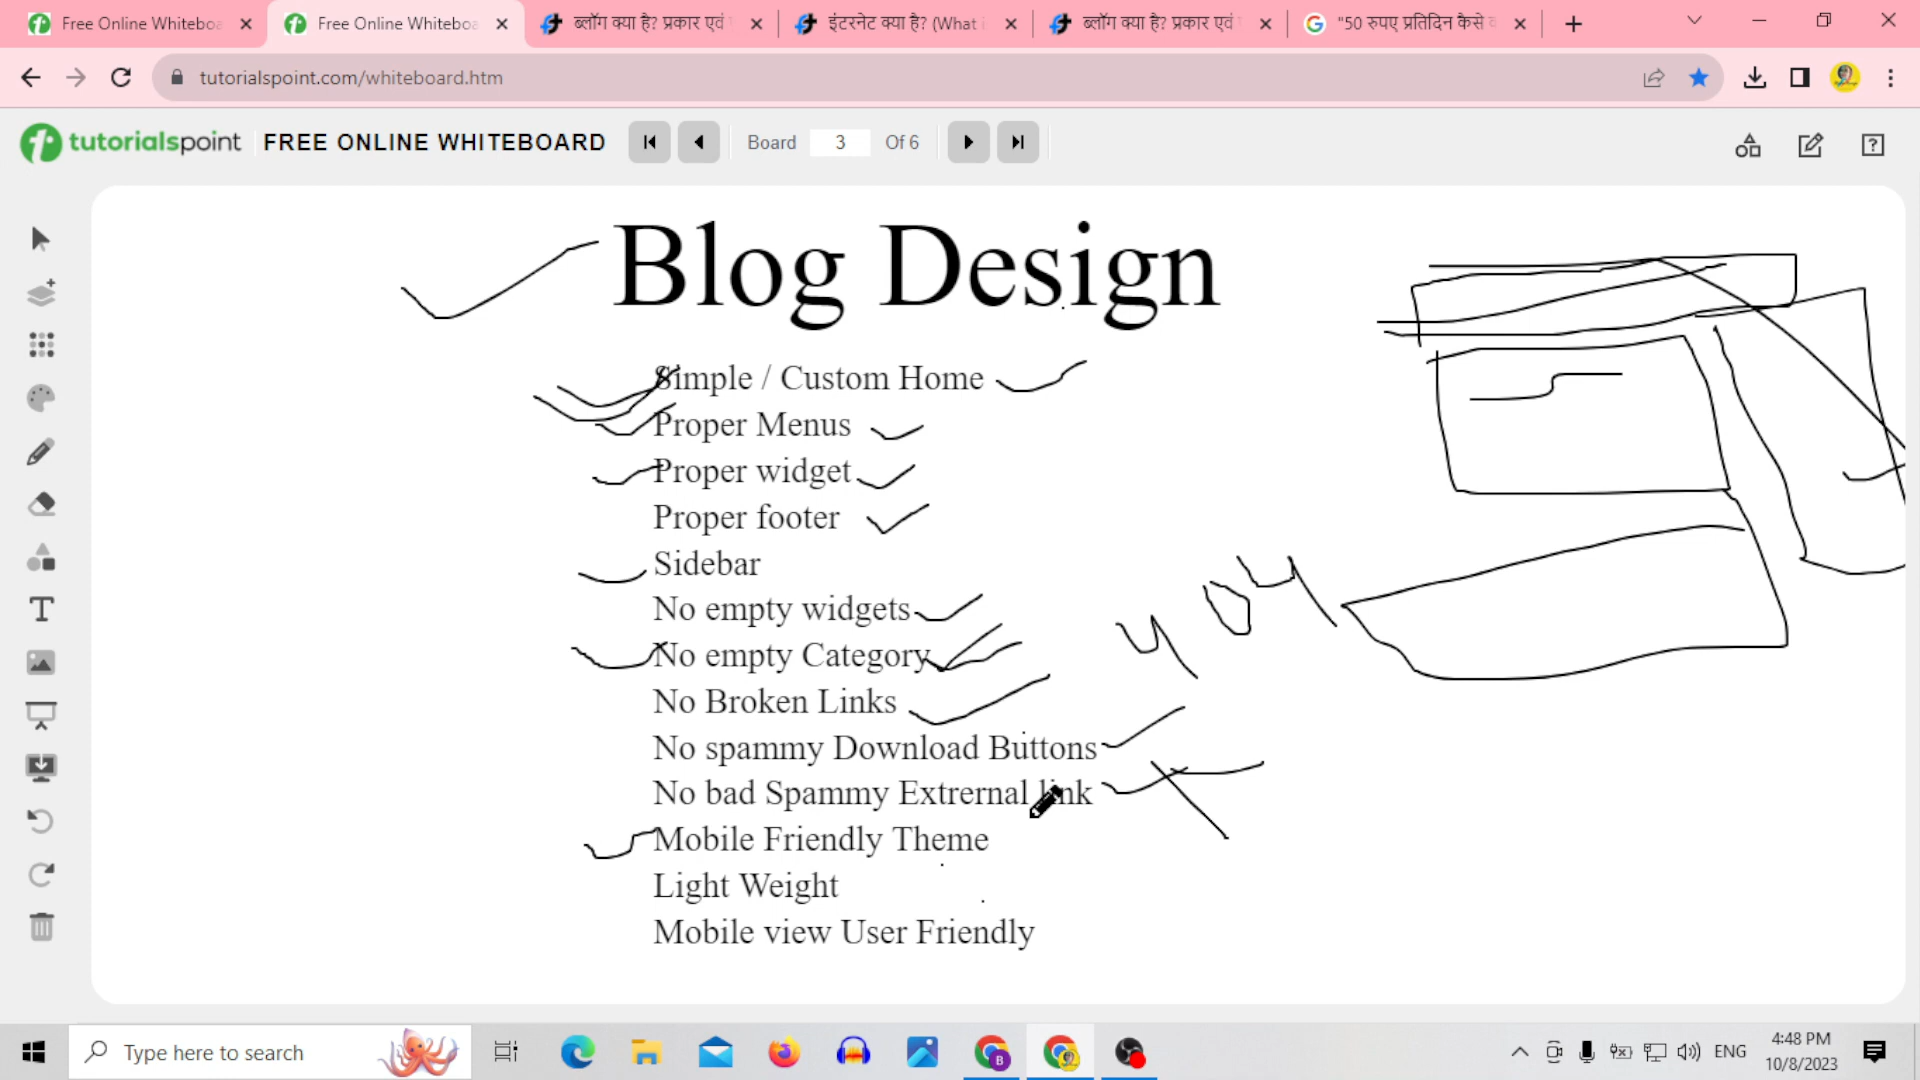 Free Online Whiteboa
Free Online Whiteboa
ब्लॉग क्या है? प्रकार एवं
इंटरनेट क्या है? (What
ब्लॉग क्या है? प्रकार एवं
"50 रुपए प्रतिदिन कैसे
tutorialspoint.com/whiteboard.htm
tutorialspoint FREE ONLINE WHITEBOARD Board 3 Of 6
Blog Design
Simple / Custom Home
Proper Menus
Proper widget
Proper footer
Sidebar
No empty widgets
No empty Category
No Broken Links
No spammy Download Buttons
No bad Spammy Extrernal link
Mobile Friendly Theme
Light Weight
Mobile view User Friendly
404
Type here to search
ENG
4:48 PM
10/8/2023